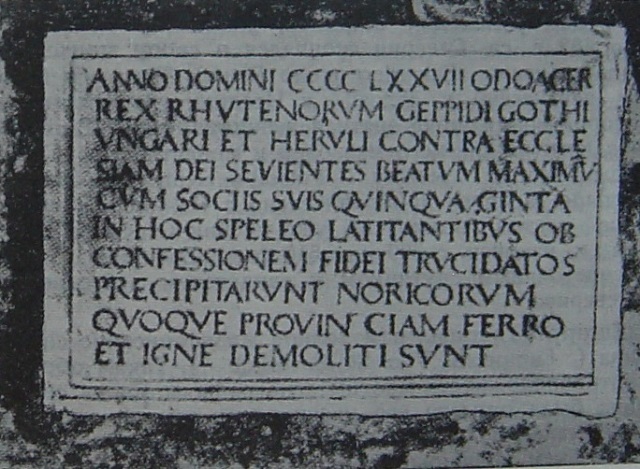 ANNO DOMINI CCCC LXXVII ODOACER
REX RHVTENORVM GEPPIDI GOTHI
VNGARI ET HERVLI CONTRA ECCLE
SIAM DEI SEVIENTES BEATVM MAXIMV̄
CVM SOCIIS SVIS QVINQVAGINTA
IN HOC SPELEO LATITANTIBVS OB
CONFESSIONEM FIDEI TRVCIDATOS
PRECIPITARVNT NORICORVM
QVOQVE PROVINCIAM FERRO
ET IGNE DEMOLITI SVNT